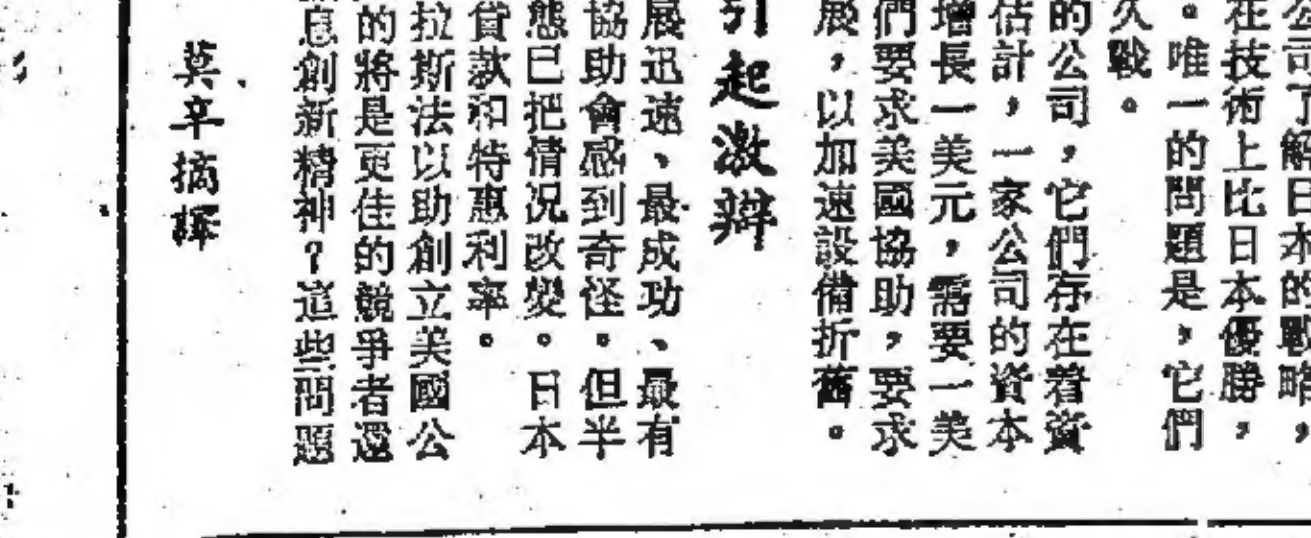 公司了解日本的戰略，
在技術上比日本優勝，
。唯一的問題是，它們
久戰。
的公司，它們存在着資
估計，一家公司的資本
增長一美元，需要一美
們要求美國協助，要求
展，以加速設備折舊。
引起激辯
展迅速、最成功、最有
協助會感到奇怪。但半
態已把情况改變。日本
貸款和特惠利率。
拉斯法以助創立美國公
的將是更佳的競爭者還
息創新精神？這些問題
莫辛摘譯